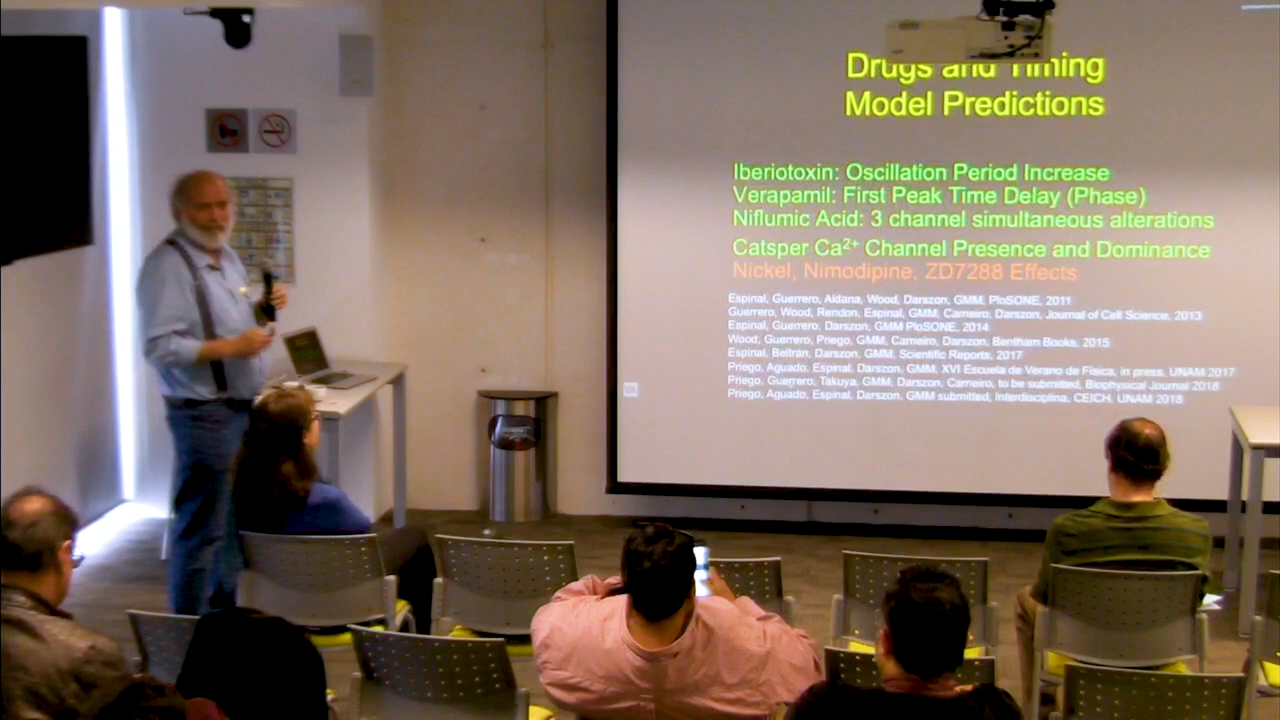 Drugs and Timing
Model Predictions
Iberiotoxin: Oscillation Period Increase
Verapamil: First Peak Time Delay (Phase)
Niflumic Acid: 3 channel simultaneous alterations
Catsper Ca²⁺ Channel Presence and Dominance
Nickel, Nimodipine, ZD7288 Effects
Espinal, Guerrero, Aldana, Wood, Darszon, GMM, PloSONE, 2011
Guerrero, Wood, Rendon, Espinal, GMM, Carneiro, Darszon, Journal of Cell Science, 2013
Espinal, Guerrero, Darszon, GMM PloSONE, 2014
Wood, Guerrero, Priego, GMM, Carneiro, Darszon, Bentham Books, 2015
Espinal, Beltrán, Darszon, GMM, Scientific Reports, 2017
Priego, Aguado, Espinal, Darszon, GMM, XVI Escuela de Verano de Física, in press, UNAM 2017
Priego, Guerrero, Takuya, GMM, Darszon, Carneiro, to be submitted, Biophysical Journal 2018
Priego, Aguado, Espinal, Darszon, GMM submitted, Interdisciplina, CEICH, UNAM 2018